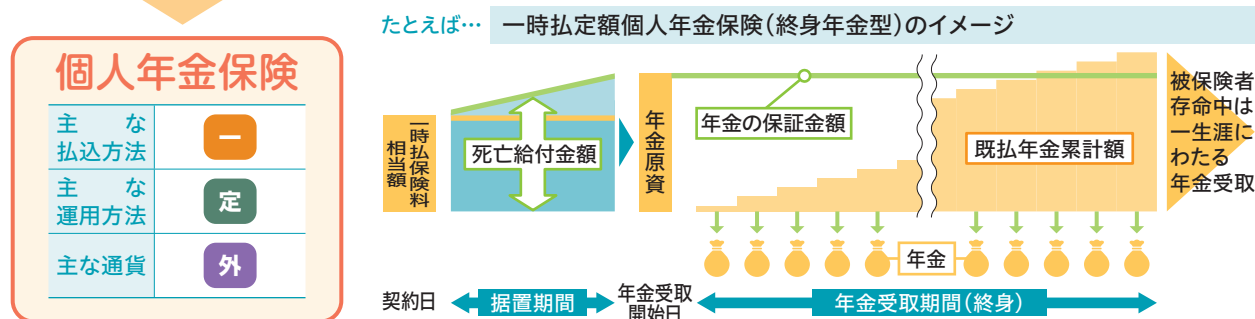 個人年金保険
主な
払込方法
一
主な
運用方法
定
主な通貨
外
たとえば… 一時払定額個人年金保険(終身年金型)のイメージ
一時払保険料
相当額
死亡給付金額
年金原資
年金の保証金額
既払年金累計額
被保険者
存命中は
一生涯に
わたる
年金受取
年金
契約日
据置期間
年金受取
開始日
年金受取期間(終身)